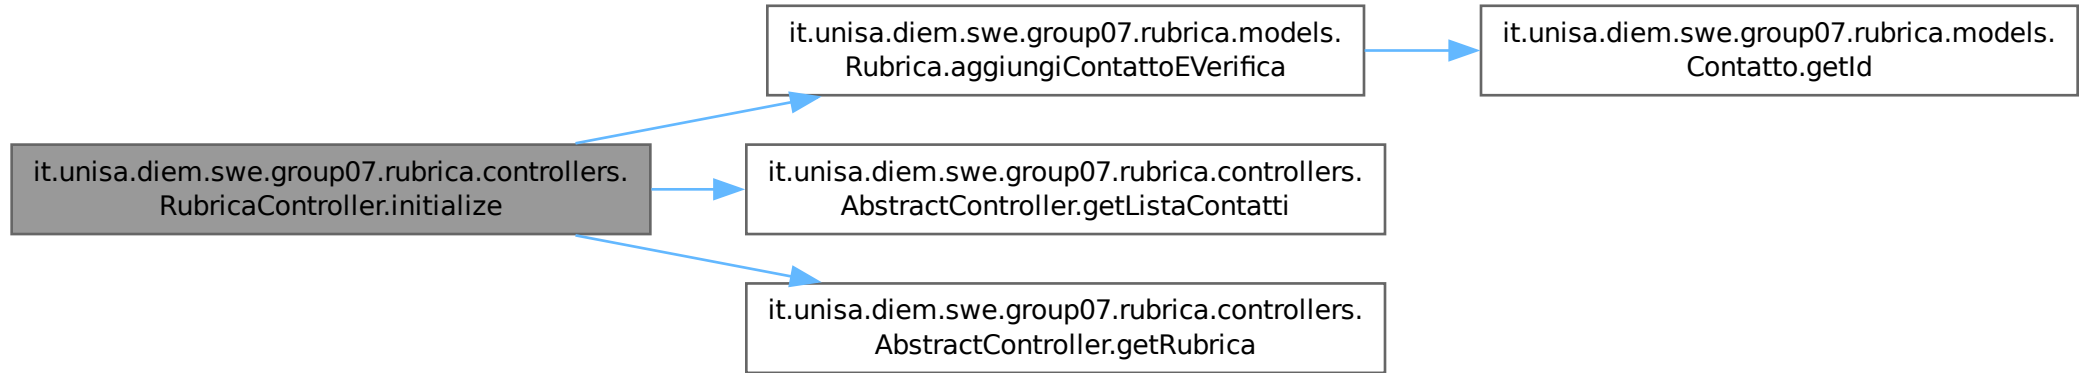 it.unisa.diem.swe.group07.rubrica.controllers.
RubricaController.initialize
it.unisa.diem.swe.group07.rubrica.models.
Rubrica.aggiungiContattoEVerifica
it.unisa.diem.swe.group07.rubrica.models.
Contatto.getId
it.unisa.diem.swe.group07.rubrica.controllers.
AbstractController.getListaContatti
it.unisa.diem.swe.group07.rubrica.controllers.
AbstractController.getRubrica